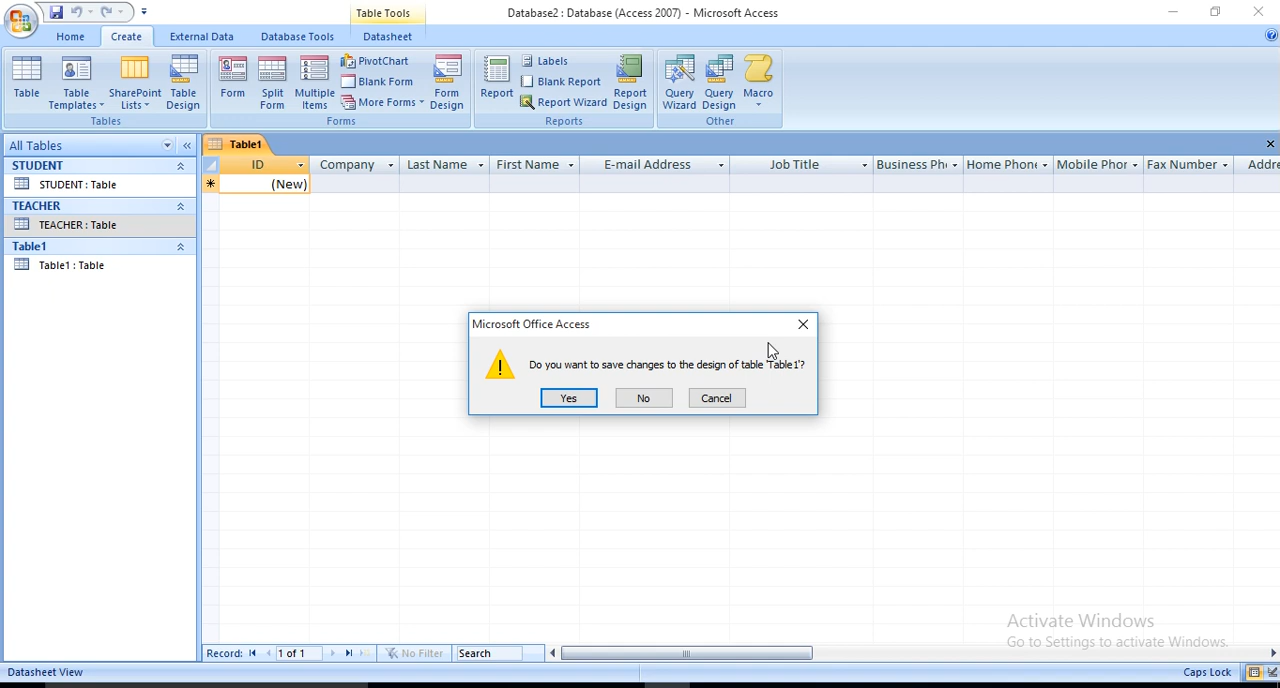 Table Tools
Database2 : Database (Access 2007) - Microsoft Access
Home
Create
External Data
Database Tools
Datasheet
Table
Table Templates
SharePoint Lists
Table Design
Tables
Form
Split Form
Multiple Items
PivotChart
Blank Form
More Forms
Form Design
Forms
Report
Labels
Blank Report
Report Wizard
Report Design
Reports
Query Wizard
Query Design
Macro
Other
All Tables
«
STUDENT
STUDENT : Table
TEACHER
TEACHER : Table
Table1
Table1 : Table
Table1
ID
Company
Last Name
First Name
E-mail Address
Job Title
Business Ph
Home Phone
Mobile Phor
Fax Number
Addre
(New)
Microsoft Office Access
Do you want to save changes to the design of table 'Table1'?
Yes
No
Cancel
Activate Windows
Go to Settings to activate Windows.
Record:
1 of 1
No Filter
Search
Datasheet View
Caps Lock